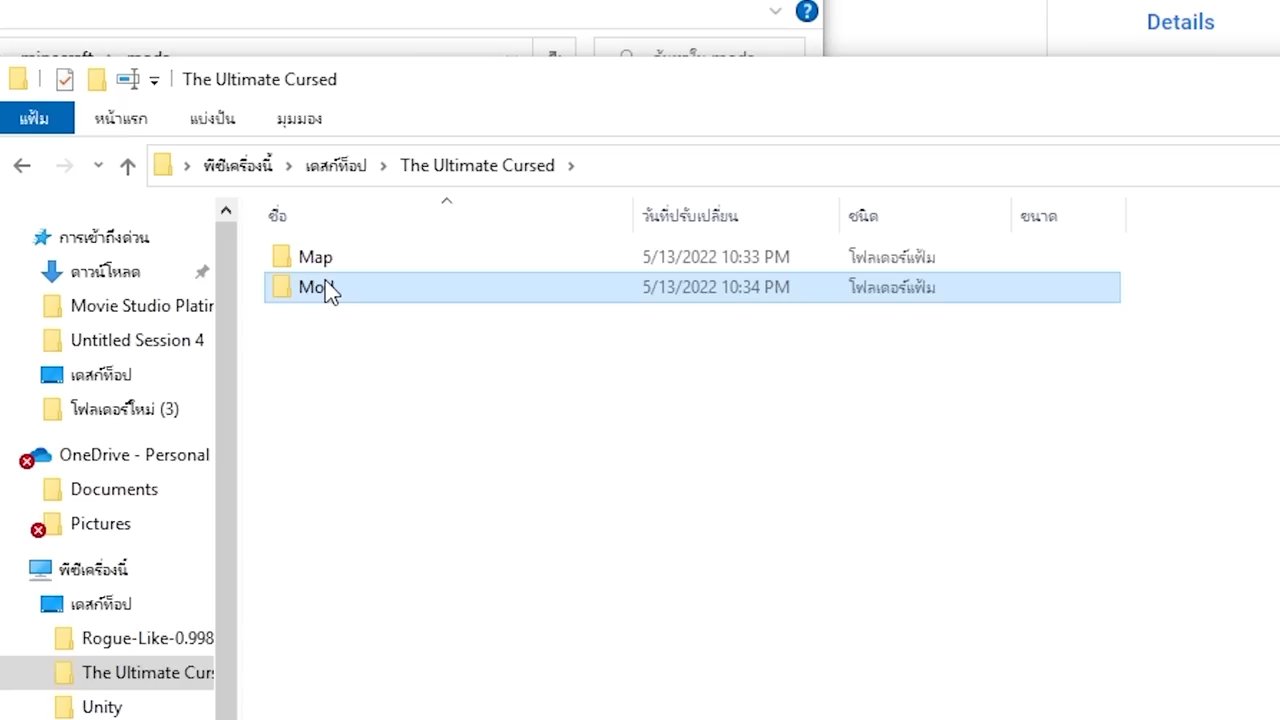 Details
The Ultimate Cursed
แฟ้ม หน้าแรก แบ่งปัน มุมมอง
พีซีเครื่องนี้ เดสก์ท็อป The Ultimate Cursed
ชื่อ วันที่ปรับเปลี่ยน ชนิด ขนาด
Map 5/13/2022 10:33 PM โฟลเดอร์แฟ้ม
5/13/2022 10:34 PM โฟลเดอร์แฟ้ม
การเข้าถึงด่วน
ดาวน์โหลด
Movie Studio Platir
Untitled Session 4
เดสก์ท็อป
โฟลเดอร์ใหม่ (3)
OneDrive - Personal
Documents
Pictures
พีซีเครื่องนี้
เดสก์ท็อป
Rogue-Like-0.998
The Ultimate Curs
Unity